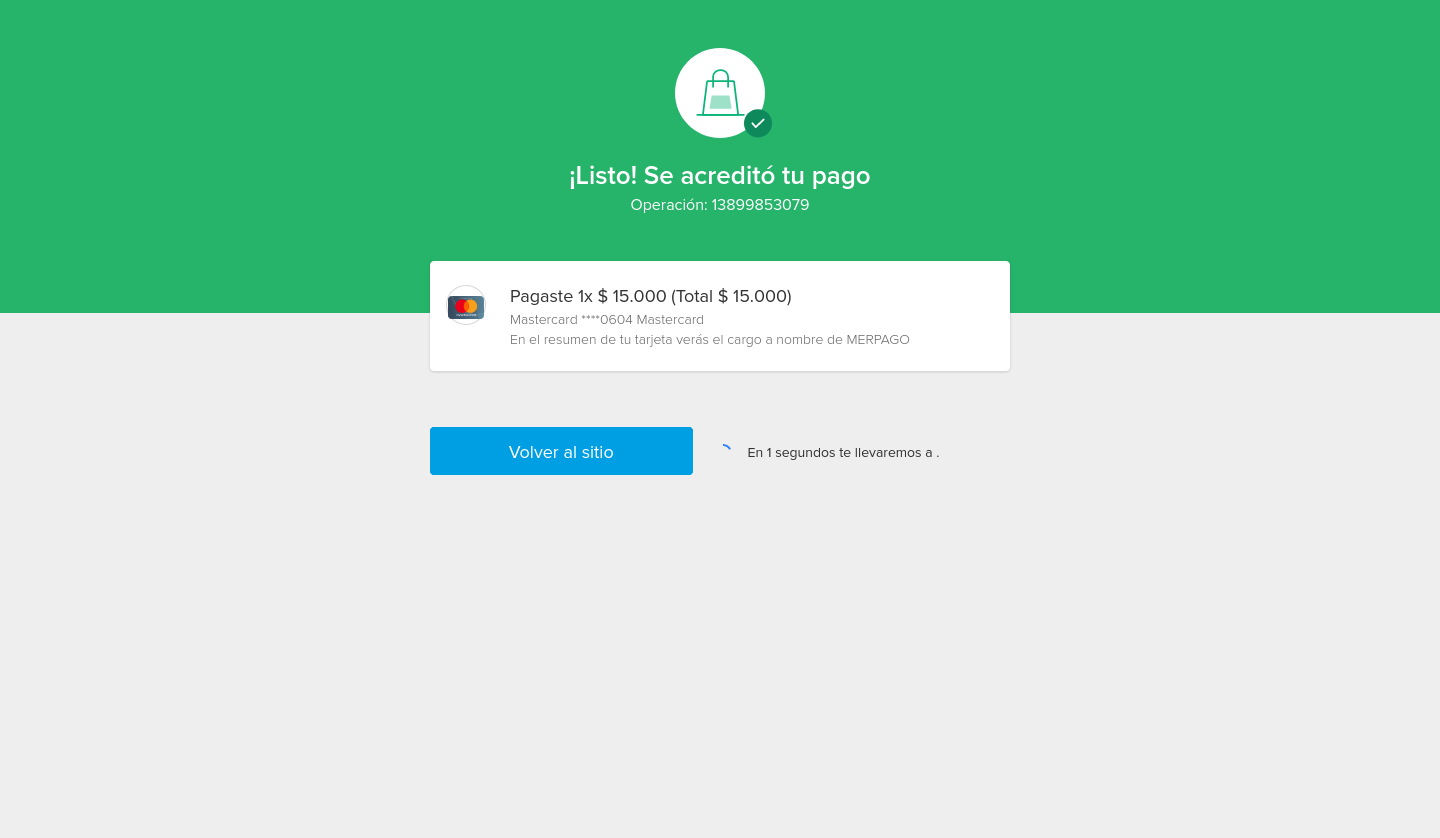 ¡Listo! Se acreditó tu pago
Operación: 13899853079
Pagaste 1x $ 15.000 (Total $ 15.000)
Mastercard ****0604 Mastercard
En el resumen de tu tarjeta verás el cargo a nombre de MERPAGO
Volver al sitio
En 1 segundos te llevaremos a .